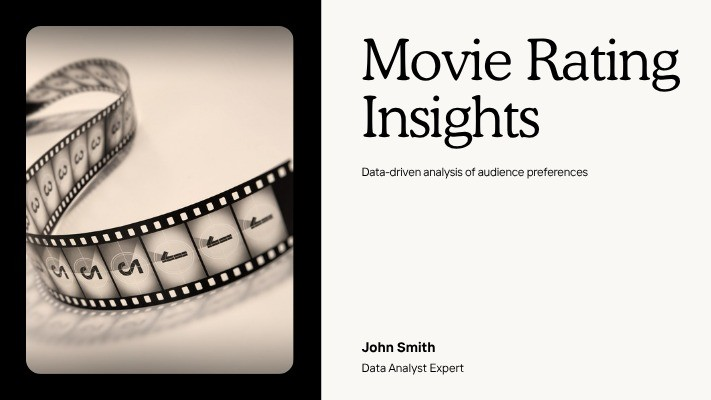 Movie Rating
Insights
Data-driven analysis of audience preferences
John Smith
Data Analyst Expert